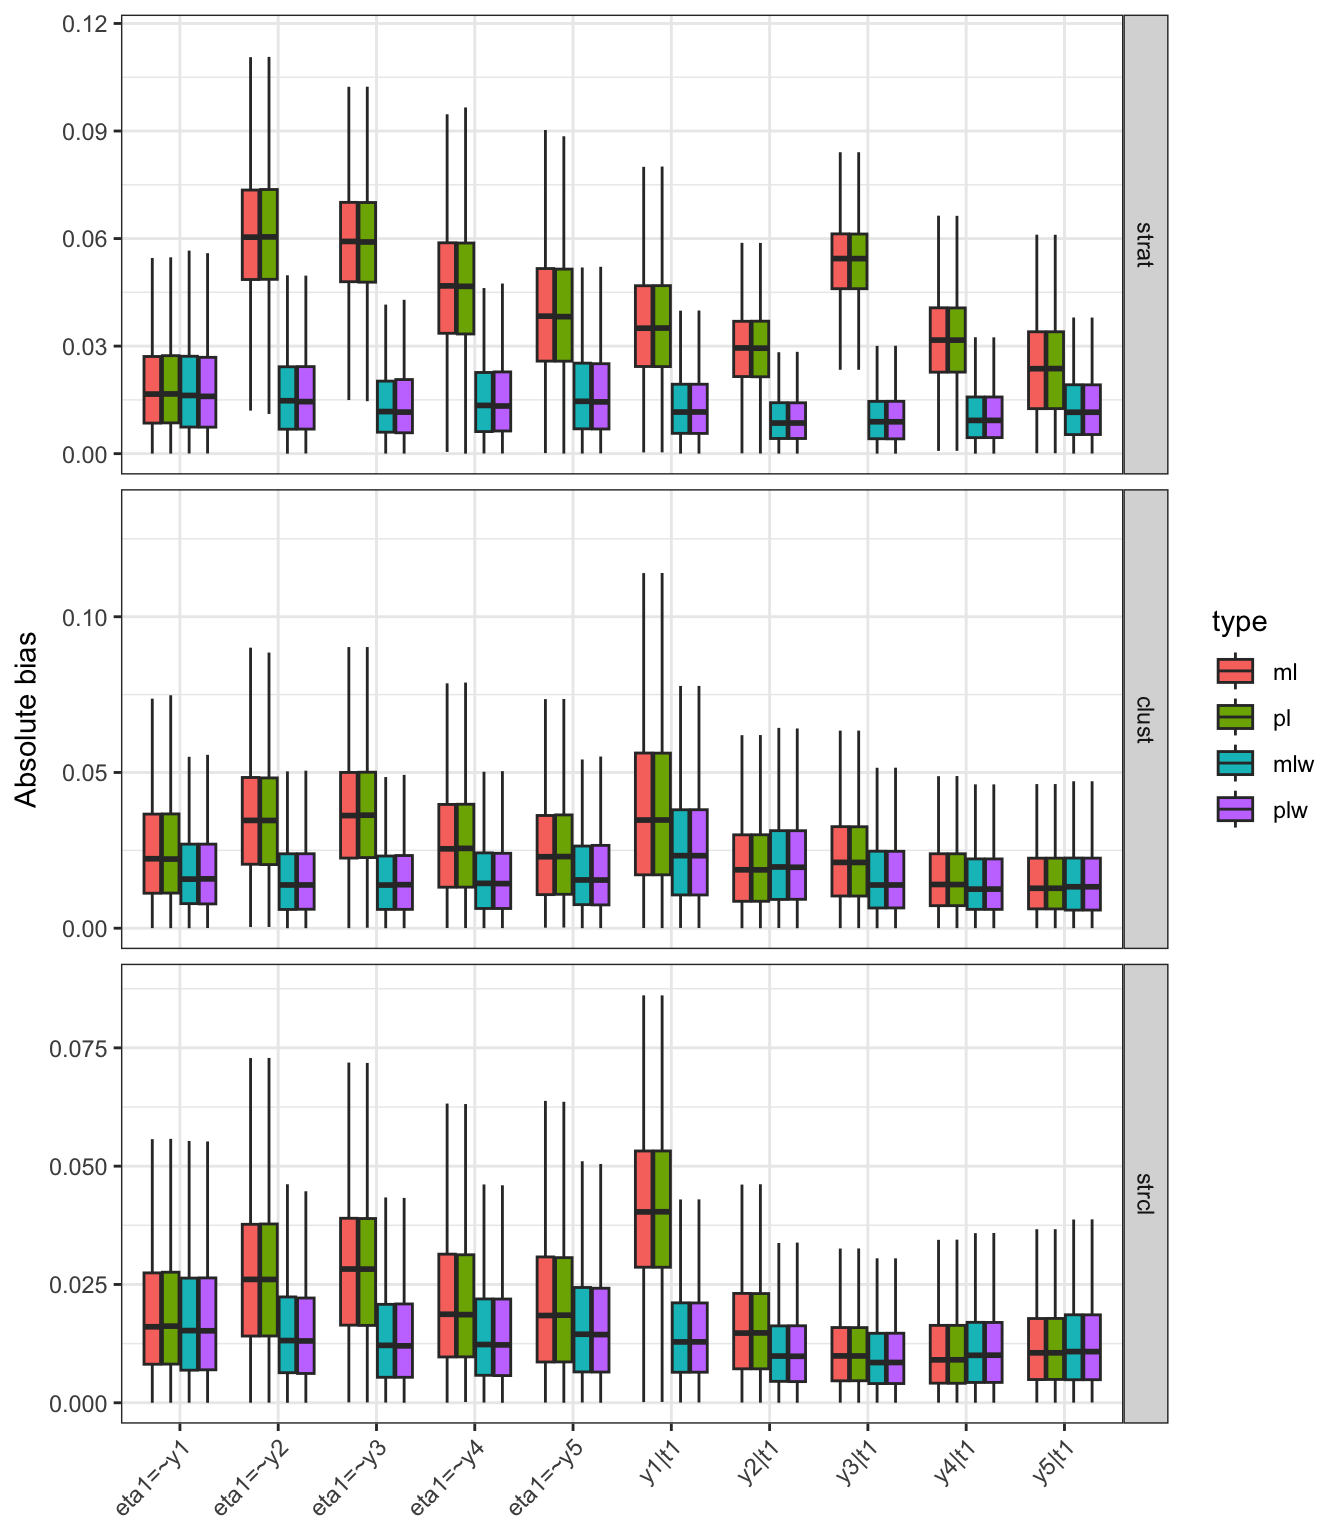 0.12
0.09
0.06
0.03
0.00
strat
0.10
0.05
0.00
clust
0.075
0.050
0.025
0.000
strcl
Absolute bias
eta1=~y1
eta1=~y2
eta1=~y3
eta1=~y4
eta1=~y5
y1|t1
y2|t1
y3|t1
y4|t1
y5|t1
type
ml
pl
mlw
plw